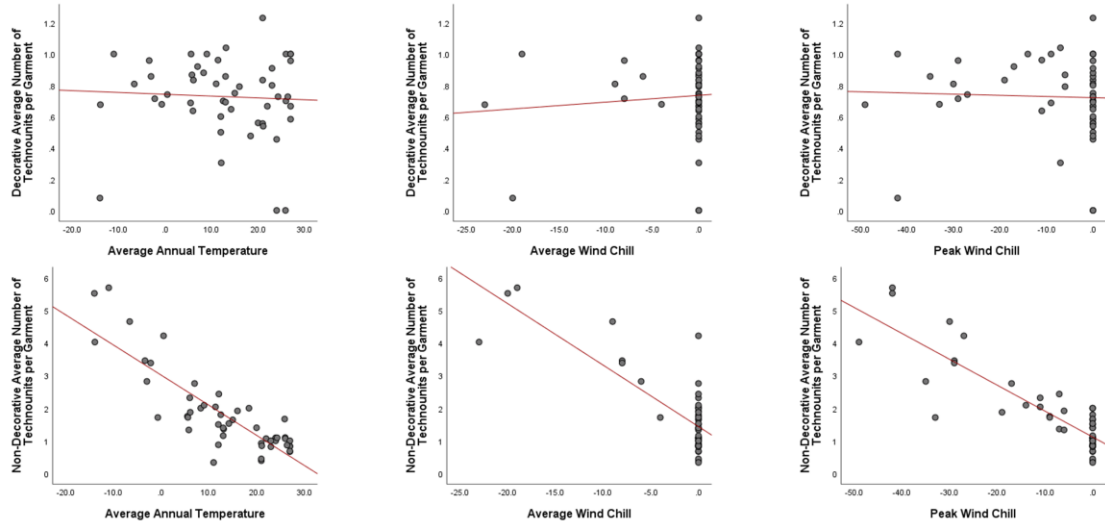 Decorative Average Number of
Technounits per Garment
1.2
1.0
.8
.6
.4
.2
.0
-20.0 -10.0 .0 10.0 20.0 30.0
Average Annual Temperature
Decorative Average Number of
Technounits per Garment
1.2
1.0
.8
.6
.4
.2
.0
-25.0 -20.0 -15.0 -10.0 -5.0 .0
Average Wind Chill
Decorative Average Number of
Technounits per Garment
1.2
1.0
.8
.6
.4
.2
.0
-50.0 -40.0 -30.0 -20.0 -10.0 .0
Peak Wind Chill
Non-Decorative Average Number of
Technounits per Garment
6
5
4
3
2
1
0
-20.0 -10.0 .0 10.0 20.0 30.0
Average Annual Temperature
Non-Decorative Average Number of
Technounits per Garment
6
5
4
3
2
1
0
-25.0 -20.0 -15.0 -10.0 -5.0 .0
Average Wind Chill
Non-Decorative Average Number of
Technounits per Garment
6
5
4
3
2
1
0
-50.0 -40.0 -30.0 -20.0 -10.0 .0
Peak Wind Chill